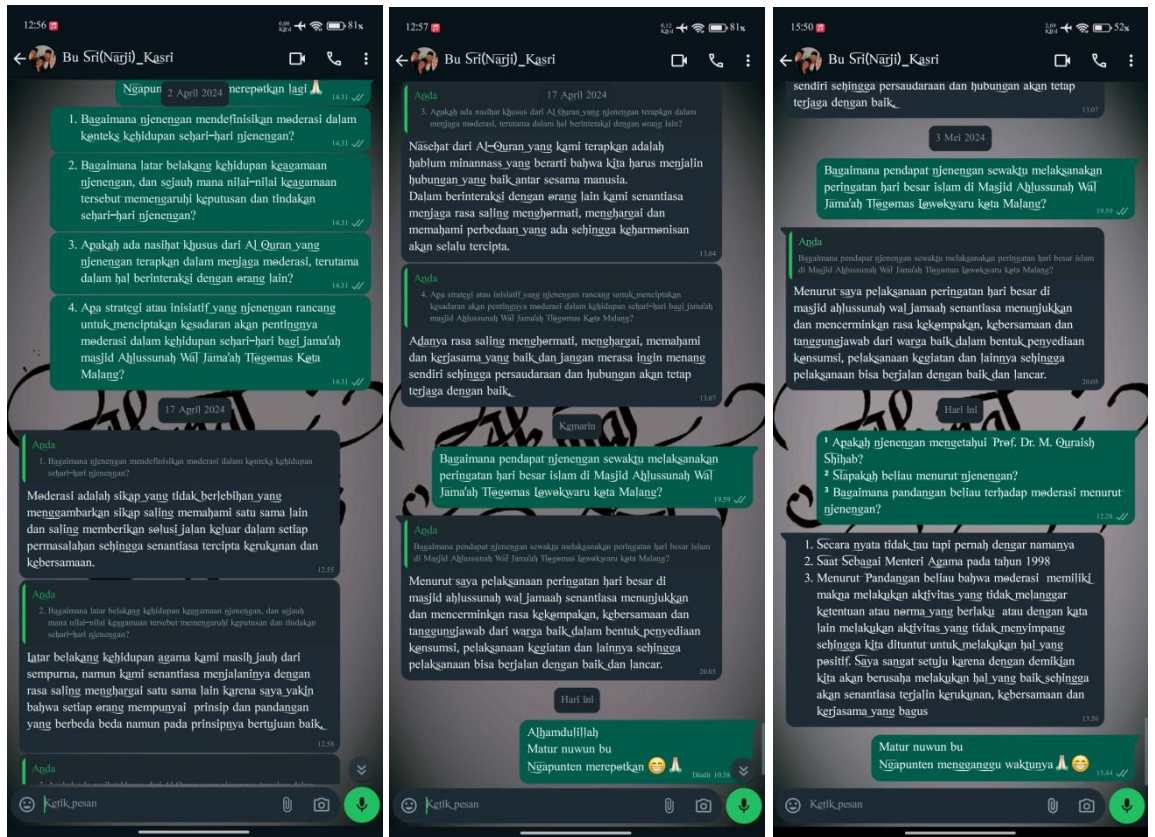 12:56
81%
Bu Sri(Narji)_Kasri
Ngapun
merepotkan lagi 🙏🏻
14.31
2 April 2024
1. Bagaimana njenengan mendefinisikan moderasi dalam
konteks kehidupan sehari-hari njenengan?
14.31
2. Bagaimana latar belakang kehidupan keagamaan
njenengan, dan sejauh mana nilai-nilai keagamaan
tersebut memengaruhi keputusan dan tindakan
sehari-hari njenengan?
14.31
3. Apakah ada nasihat khusus dari Al Quran yang
njenengan terapkan dalam menjaga moderasi, terutama
dalam hal berinteraksi dengan orang lain?
14.31
4. Apa strategi atau inisiatif yang njenengan rancang
untuk menciptakan kesadaran akan pentingnya
moderasi dalam kehidupan sehari-hari bagi jama'ah
masjid Ahlussunah Wal Jama'ah Tlogomas Kota
Malang?
14.31
17 April 2024
Anda
1. Bagaimana njenengan mendefinisikan moderasi dalam konteks kehidupan
sehari-hari njenengan?
Moderasi adalah sikap yang tidak berlebihan yang
menggambarkan sikap saling memahami satu sama lain
dan saling memberikan solusi jalan keluar dalam setiap
permasalahan sehingga senantiasa tercipta kerukunan dan
kebersamaan.
12.55
Anda
2. Bagaimana latar belakang kehidupan keagamaan njenengan, dan sejauh
mana nilai-nilai keagamaan tersebut memengaruhi keputusan dan tindakan
sehari-hari njenengan?
Latar belakang kehidupan agama kami masih jauh dari
sempurna, namun kami senantiasa menjalaninya dengan
rasa saling menghargai satu sama lain karena saya yakin
bahwa setiap orang mempunyai prinsip dan pandangan
yang berbeda beda namun pada prinsipnya bertujuan baik.
12.58
Anda
Ketik pesan
12:57
81%
Bu Sri(Narji)_Kasri
17 April 2024
Anda
3. Apakah ada nasihat khusus dari Al Quran yang njenengan terapkan dalam
menjaga moderasi, terutama dalam hal berinteraksi dengan orang lain?
Nasehat dari Al-Quran yang kami terapkan adalah
hablum minannass yang berarti bahwa kita harus menjalin
hubungan yang baik antar sesama manusia.
Dalam berinteraksi dengan orang lain kami senantiasa
menjaga rasa saling menghormati, menghargai dan
memahami perbedaan yang ada sehingga keharmonisan
akan selalu tercipta.
13.04
Anda
4. Apa strategi atau inisiatif yang njenengan rancang untuk menciptakan
kesadaran akan pentingnya moderasi dalam kehidupan sehari-hari bagi jama'ah
masjid Ahlussunah Wal Jama'ah Tlogomas Kota Malang?
Adanya rasa saling menghormati, menghargai, memahami
dan kerjasama yang baik dan jangan merasa ingin menang
sendiri sehingga persaudaraan dan hubungan akan tetap
terjaga dengan baik.
13.07
Kemarin
Bagaimana pendapat njenengan sewaktu melaksanakan
peringatan hari besar islam di Masjid Ahlussunah Wal
Jama'ah Tlogomas Lowokwaru kota Malang?
19.59
Anda
Bagaimana pendapat njenengan sewaktu melaksanakan peringatan hari besar islam
di Masjid Ahlussunah Wal Jama'ah Tlogomas Lowokwaru kota Malang?
Menurut saya pelaksanaan peringatan hari besar di
masjid ahlussunah wal jamaah senantiasa menunjukkan
dan mencerminkan rasa kekompakan, kebersamaan dan
tanggungjawab dari warga baik dalam bentuk penyediaan
konsumsi, pelaksanaan kegiatan dan lainnya sehingga
pelaksanaan bisa berjalan dengan baik dan lancar.
20.05
Hari ini
Alhamdulillah
Matur nuwun bu
Ngapunten merepotkan 😁🙏🏻
Diedit 10.38
Ketik pesan
15:50
52%
Bu Sri(Narji)_Kasri
sendiri sehingga persaudaraan dan hubungan akan tetap
terjaga dengan baik.
13.07
3 Mei 2024
Bagaimana pendapat njenengan sewaktu melaksanakan
peringatan hari besar islam di Masjid Ahlussunah Wal
Jama'ah Tlogomas Lowokwaru kota Malang?
19.59
Anda
Bagaimana pendapat njenengan sewaktu melaksanakan peringatan hari besar islam
di Masjid Ahlussunah Wal Jama'ah Tlogomas Lowokwaru kota Malang?
Menurut saya pelaksanaan peringatan hari besar di
masjid ahlussunah wal jamaah senantiasa menunjukkan
dan mencerminkan rasa kekompakan, kebersamaan dan
tanggungjawab dari warga baik dalam bentuk penyediaan
konsumsi, pelaksanaan kegiatan dan lainnya sehingga
pelaksanaan bisa berjalan dengan baik dan lancar.
20.05
Hari ini
¹ Apakah njenengan mengetahui Prof. Dr. M. Quraish
Shihab?
² Siapakah beliau menurut njenengan?
³ Bagaimana pandangan beliau terhadap moderasi menurut
njenengan?
12.28
1. Secara nyata tidak tau tapi pernah dengar namanya
2. Saat Sebagai Menteri Agama pada tahun 1998
3. Menurut Pandangan beliau bahwa moderasi memiliki
makna melakukan aktivitas yang tidak melanggar
ketentuan atau norma yang berlaku atau dengan kata
lain melakukan aktivitas yang tidak menyimpang
sehingga kita dituntut untuk melakukan hal yang
positif. Saya sangat setuju karena dengan demikian
kita akan berusaha melakukan hal yang baik sehingga
akan senantiasa terjalin kerukunan, kebersamaan dan
kerjasama yang bagus
13.56
Matur nuwun bu
Ngapunten mengganggu waktunya 🙏🏻😁
15.44
Ketik pesan